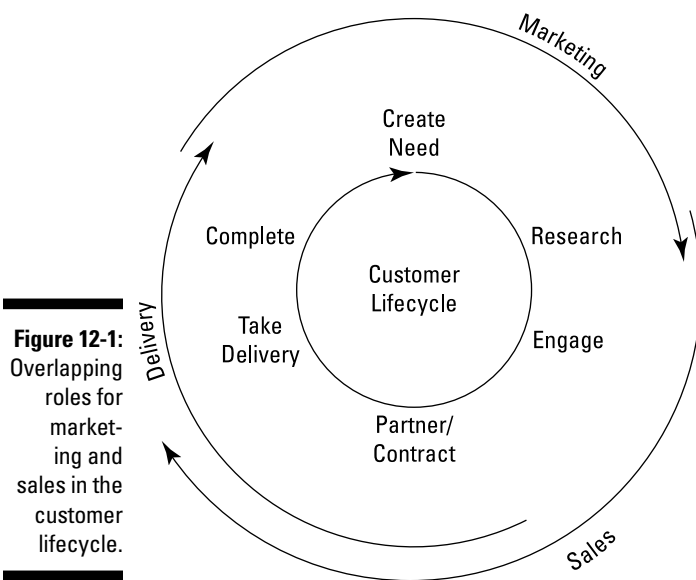 Marketing
Create
Need
Research
Engage
Partner/
Contract
Take
Delivery
Complete
Customer
Lifecycle
Sales
Delivery
Figure 12-1:
Overlapping
roles for
market-
ing and
sales in the
customer
lifecycle.